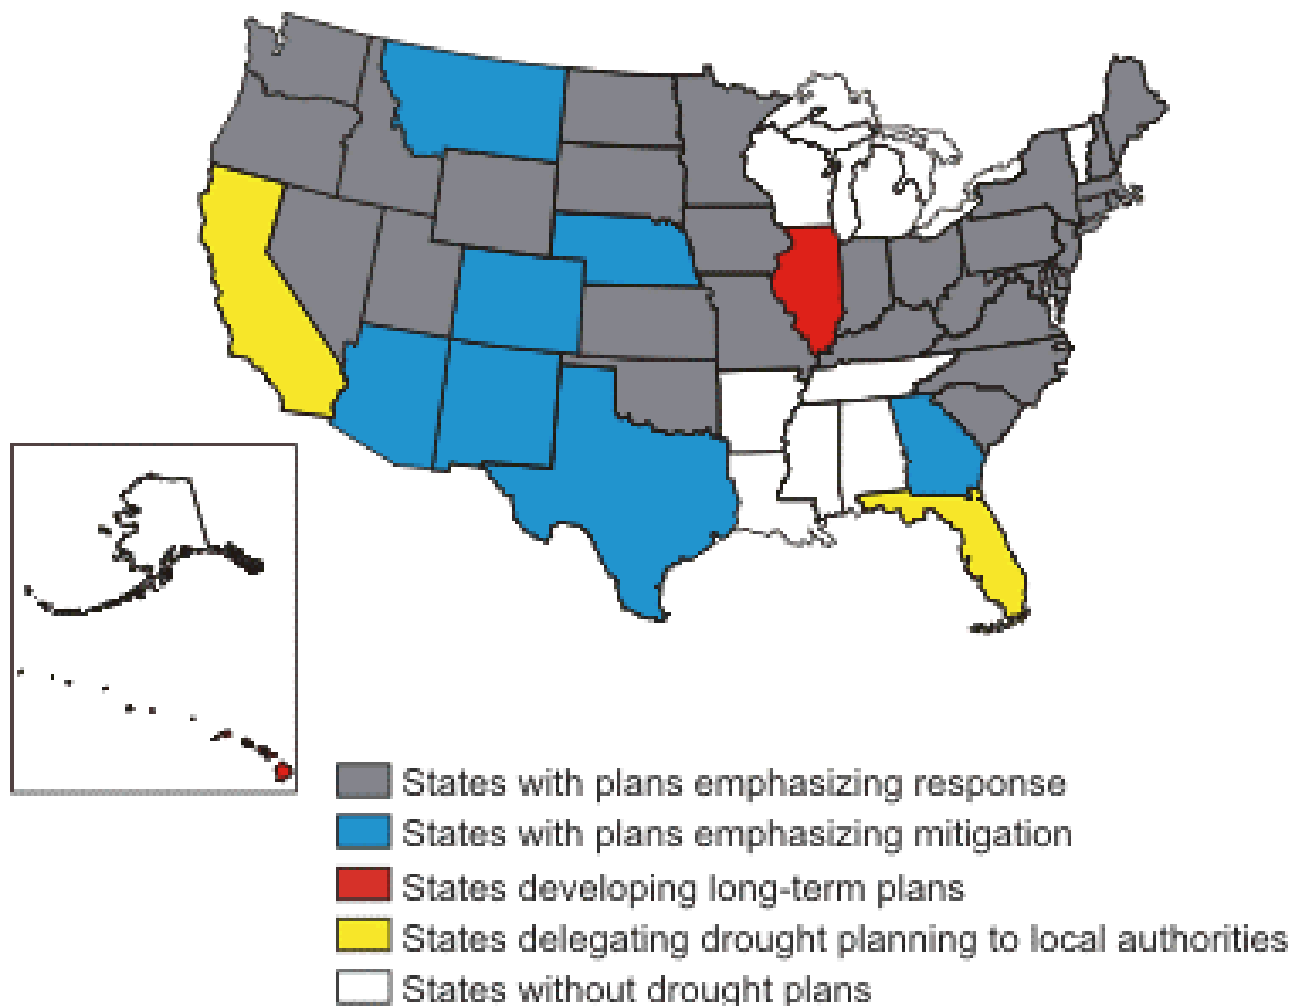 States with plans emphasizing response
States with plans emphasizing mitigation
States developing long-term plans
States delegating drought planning to local authorities
States without drought plans